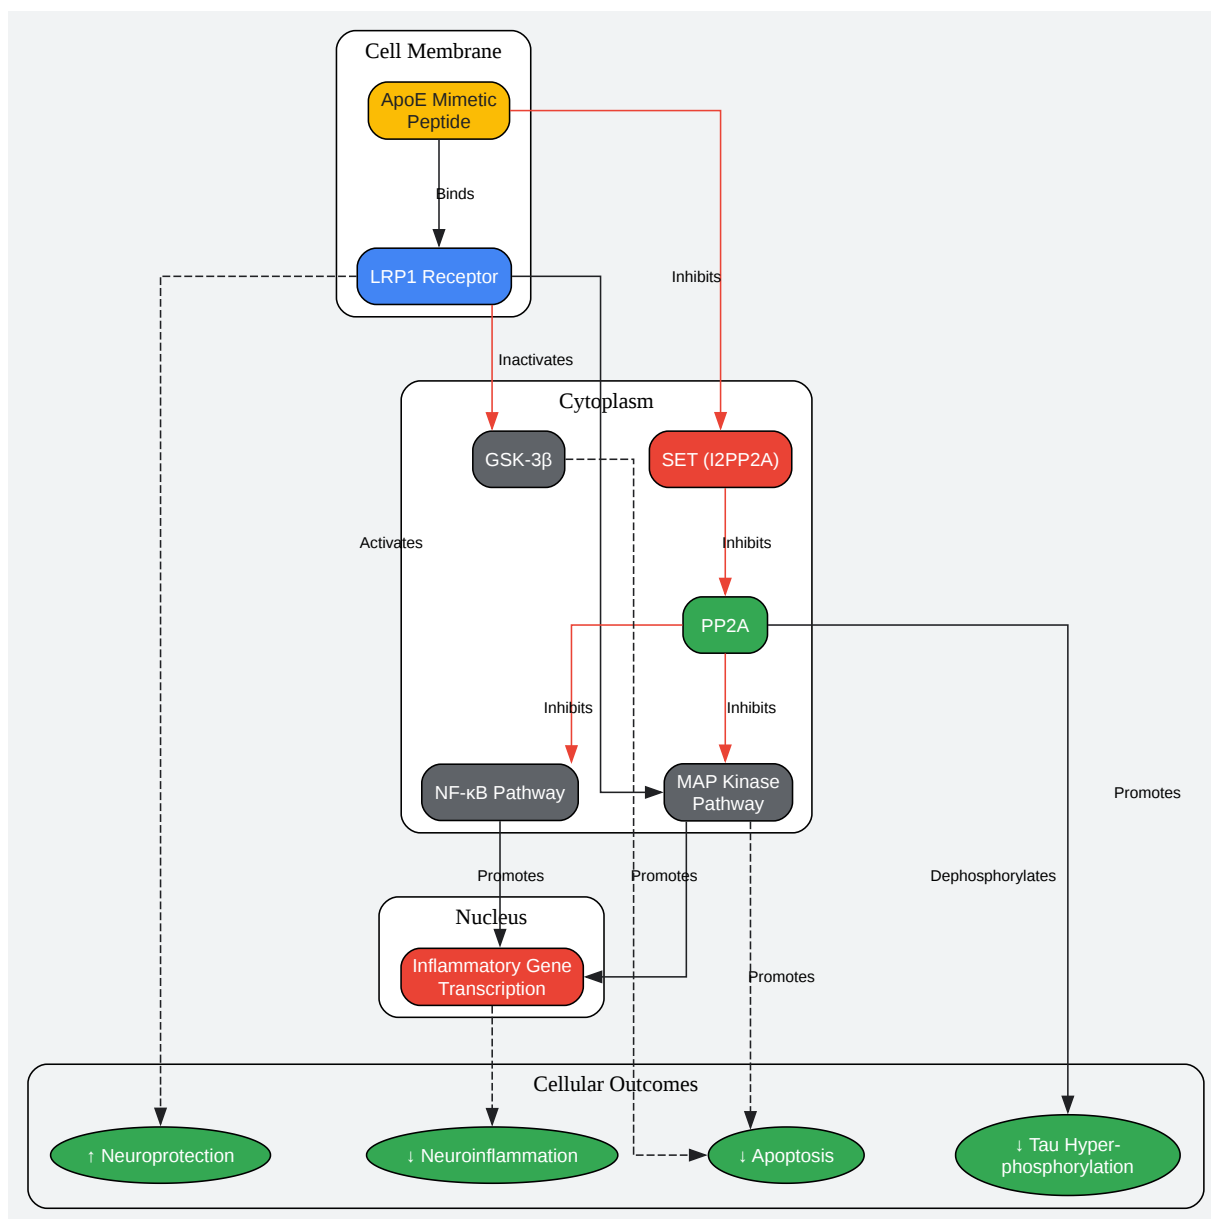 Cell Membrane
ApoE Mimetic
Peptide
Binds
LRP1 Receptor
Inhibits
Inactivates
Cytoplasm
GSK-3β
SET (I2PP2A)
Activates
Inhibits
PP2A
Inhibits
Inhibits
NF-κB Pathway
MAP Kinase
Pathway
Promotes
Promotes
Promotes
Dephosphorylates
Nucleus
Inflammatory Gene
Transcription
Promotes
Cellular Outcomes
↑ Neuroprotection
↓ Neuroinflammation
↓ Apoptosis
↓ Tau Hyper-
phosphorylation